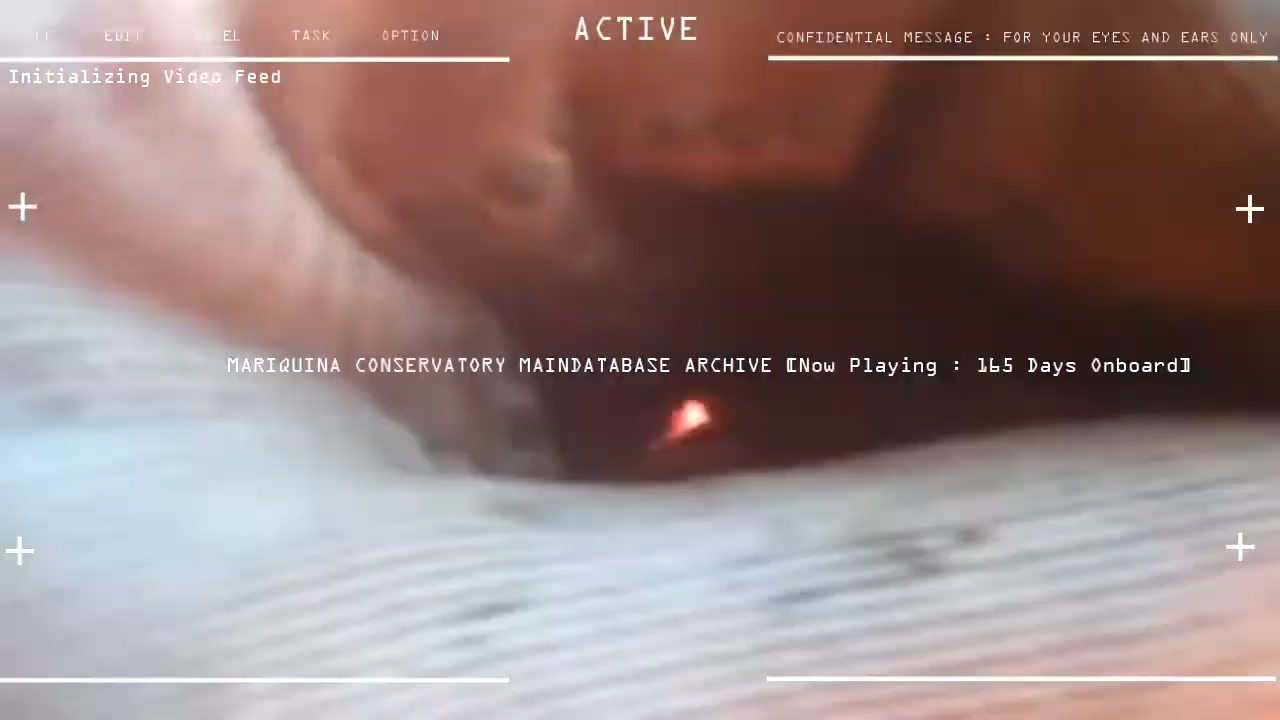 EDIT TASK OPTION
ACTIVE
CONFIDENTIAL MESSAGE : FOR YOUR EYES AND EARS ONLY
Initializing Video Feed
MARIQUINA CONSERVATORY MAINDATABASE ARCHIVE [Now Playing : 165 Days Onboard]